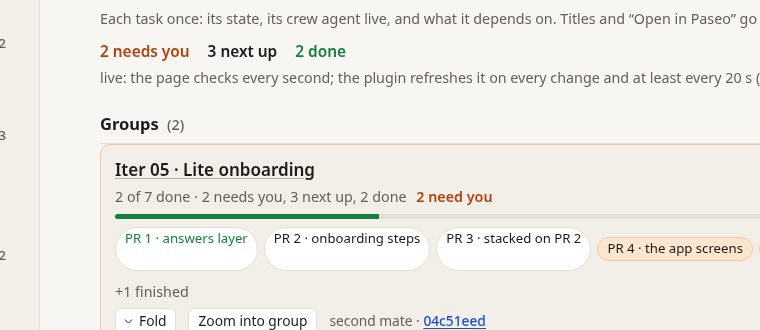 Each task once: its state, its crew agent live, and what it depends on. Titles and "Open in Paseo" go
2
2 needs you 3 next up 2 done
live: the page checks every second; the plugin refreshes it on every change and at least every 20 s (
Groups (2)
3
Iter 05 · Lite onboarding
2 of 7 done · 2 needs you, 3 next up, 2 done 2 need you
PR 1 · answers layer PR 2 · onboarding steps PR 3 · stacked on PR 2 PR 4 · the app screens
2
+1 finished
Fold Zoom into group second mate · 04c51eed